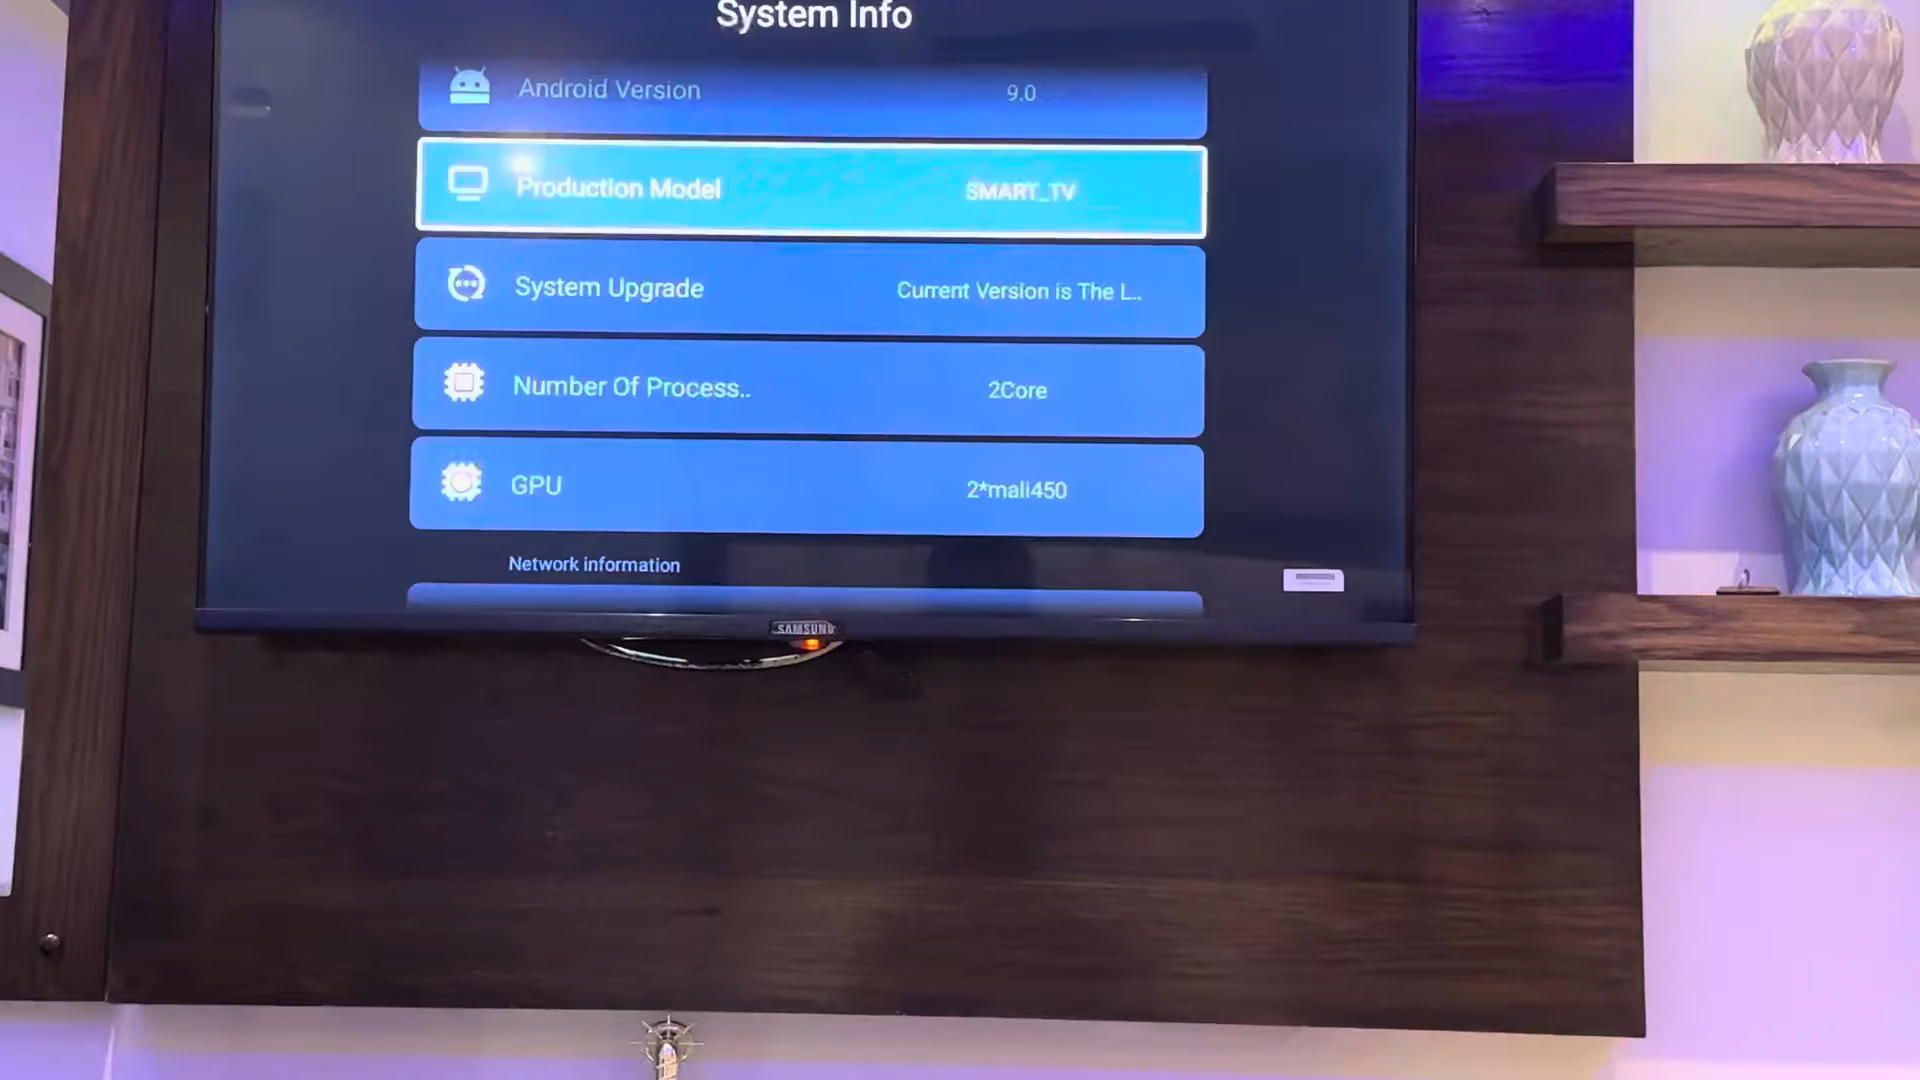 System Info
Android Version 9.0
Production Model SMART_TV
System Upgrade Current Version is The L..
Number Of Process.. 2Core
GPU 2*mali450
Network information
SAMSUNG